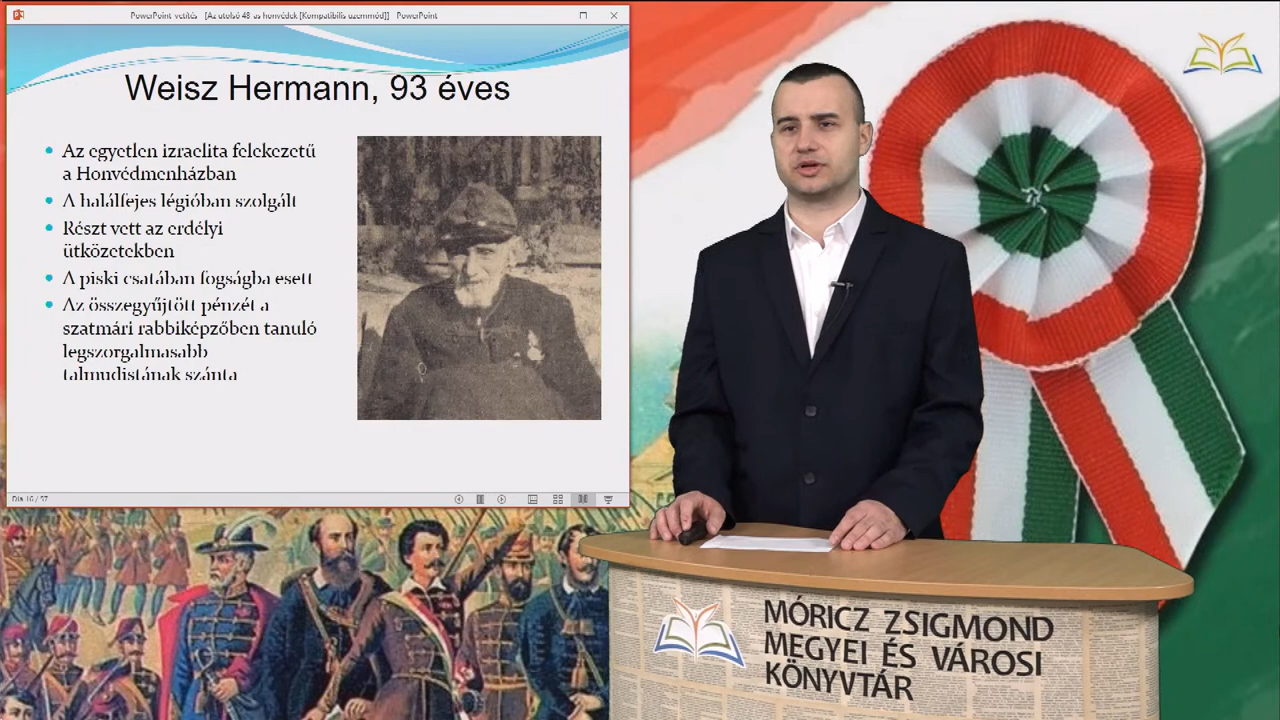 PowerPoint-vetítés - [Az utolsó 48-as honvédek [Kompatibilis üzemmód]] - PowerPoint
Weisz Hermann, 93 éves
Az egyetlen izraelita felekezetű
a Honvédmenházban
A halálfejes légióban szolgált
Részt vett az erdélyi
ütközetekben
A piski csatában fogságba esett
Az összegyűjtött pénzét a
szatmári rabbiképzőben tanuló
legszorgalmasabb
talmudistának szánta
MÓRICZ ZSIGMOND
MEGYEI ÉS VÁROSI
KÖNYVTÁR